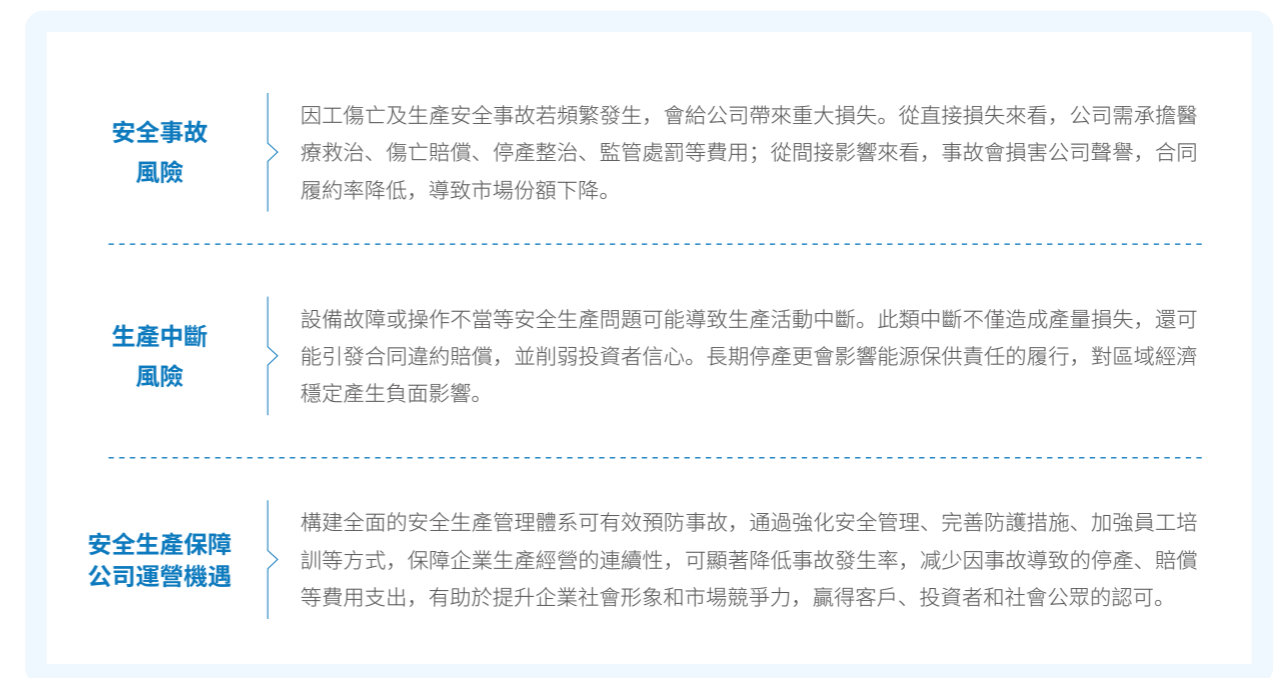 安全事故
風險
因工傷亡及生產安全事故若頻繁發生，會給公司帶來重大損失。從直接損失來看，公司需承擔醫
療救治、傷亡賠償、停產整治、監管處罰等費用；從間接影響來看，事故會損害公司聲譽，合同
履約率降低，導致市場份額下降。
生產中斷
風險
設備故障或操作不當等安全生產問題可能導致生產活動中斷。此類中斷不僅造成產量損失，還可
能引發合同違約賠償，並削弱投資者信心。長期停產更會影響能源保供責任的履行，對區域經濟
穩定產生負面影響。
安全生產保障
公司運營機遇
構建全面的安全生產管理體系可有效預防事故，通過強化安全管理、完善防護措施、加強員工培
訓等方式，保障企業生產經營的連續性，可顯著降低事故發生率，減少因事故導致的停產、賠償
等費用支出，有助於提升企業社會形象和市場競爭力，贏得客戶、投資者和社會公眾的認可。